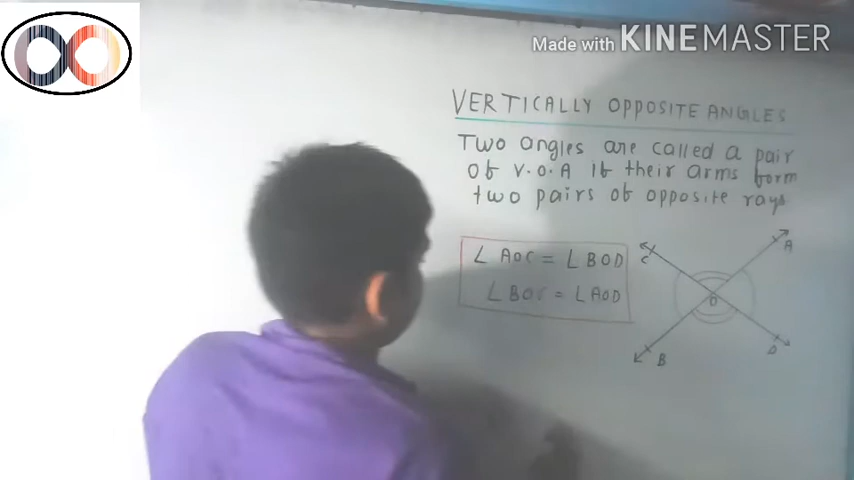 Made with KINEMASTER
VERTICALLY OPPOSITE ANGLES
Two angles are called a pair
of V.O.A if their arms form
two pairs of opposite rays
∠ AOC = ∠ BOD
∠ BOC = ∠ AOD
C
A
O
B
D